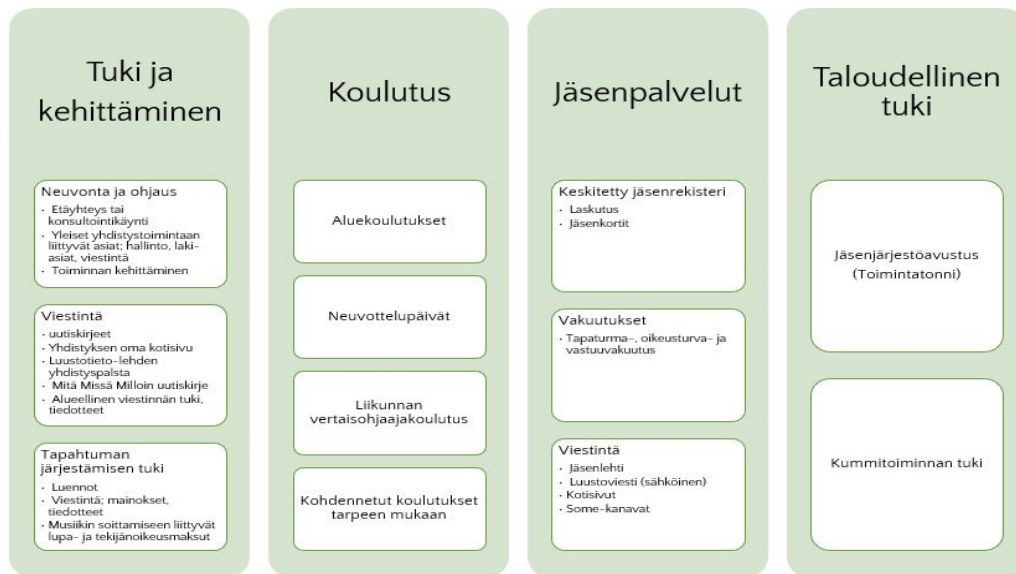 Tuki ja
kehittäminen
Neuvonta ja ohjaus
· Etäyhteys tai
konsultointikäynti
· Yleiset yhdistystoimintaan
liittyvät asiat; hallinto, laki-
asiat, viestintä
· Toiminnan kehittäminen
Viestintä
· uutiskirjeet
· Yhdistyksen oma kotisivu
· Luustotieto-lehden
yhdistyspalsta
· Mitä Missä Milloin uutiskirje
· Alueellinen viestinnän tuki,
tiedotteet
Tapahtuman
järjestämisen tuki
· Luennot
· Viestintä; mainokset,
tiedotteet
· Musiikin soittamiseen liittyvät
lupa- ja tekijänoikeusmaksut
Koulutus
Aluekoulutukset
Neuvottelupäivät
Liikunnan
vertaisohjaajakoulutus
Kohdennetut koulutukset
tarpeen mukaan
Jäsenpalvelut
Keskitetty jäsenrekisteri
· Laskutus
· Jäsenkortit
Vakuutukset
· Tapaturma-, oikeusturva- ja
vastuuvakuutus
Viestintä
· Jäsenlehti
· Luustoviesti (sähköinen)
· Kotisivut
· Some-kanavat
Taloudellinen
tuki
Jäsenjärjestöavustus
(Toimintatonni)
Kummitoiminnan tuki